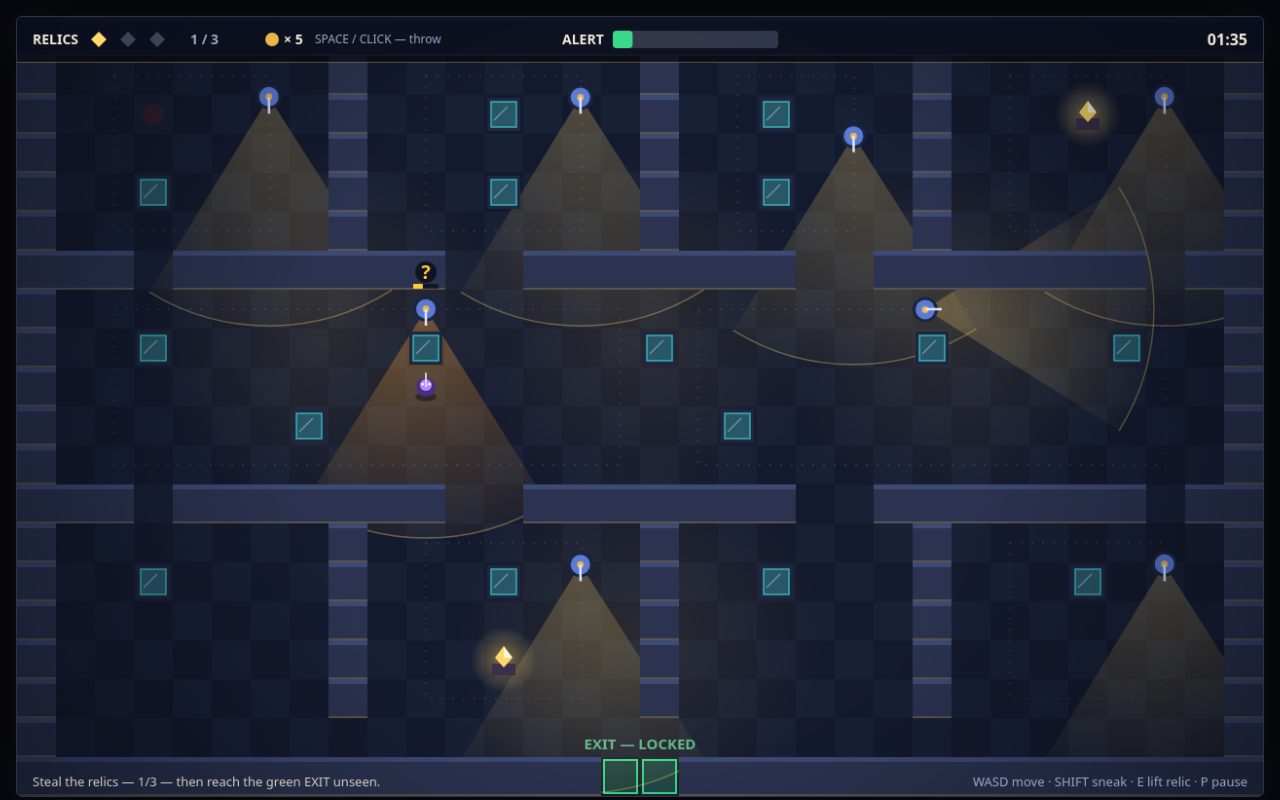 RELICS 1 / 3 × 5 SPACE / CLICK — throw ALERT 01:35
?
EXIT — LOCKED
Steal the relics — 1/3 — then reach the green EXIT unseen. WASD move · SHIFT sneak · E lift relic · P pause